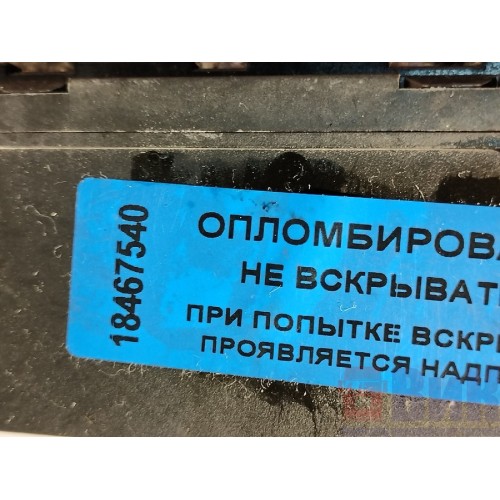 18467540
ОПЛОМБИРОВА
НЕ ВСКРЫВАТ
ПРИ ПОПЫТКЕ ВСКР
ПРОЯВЛЯЕТСЯ НАДП